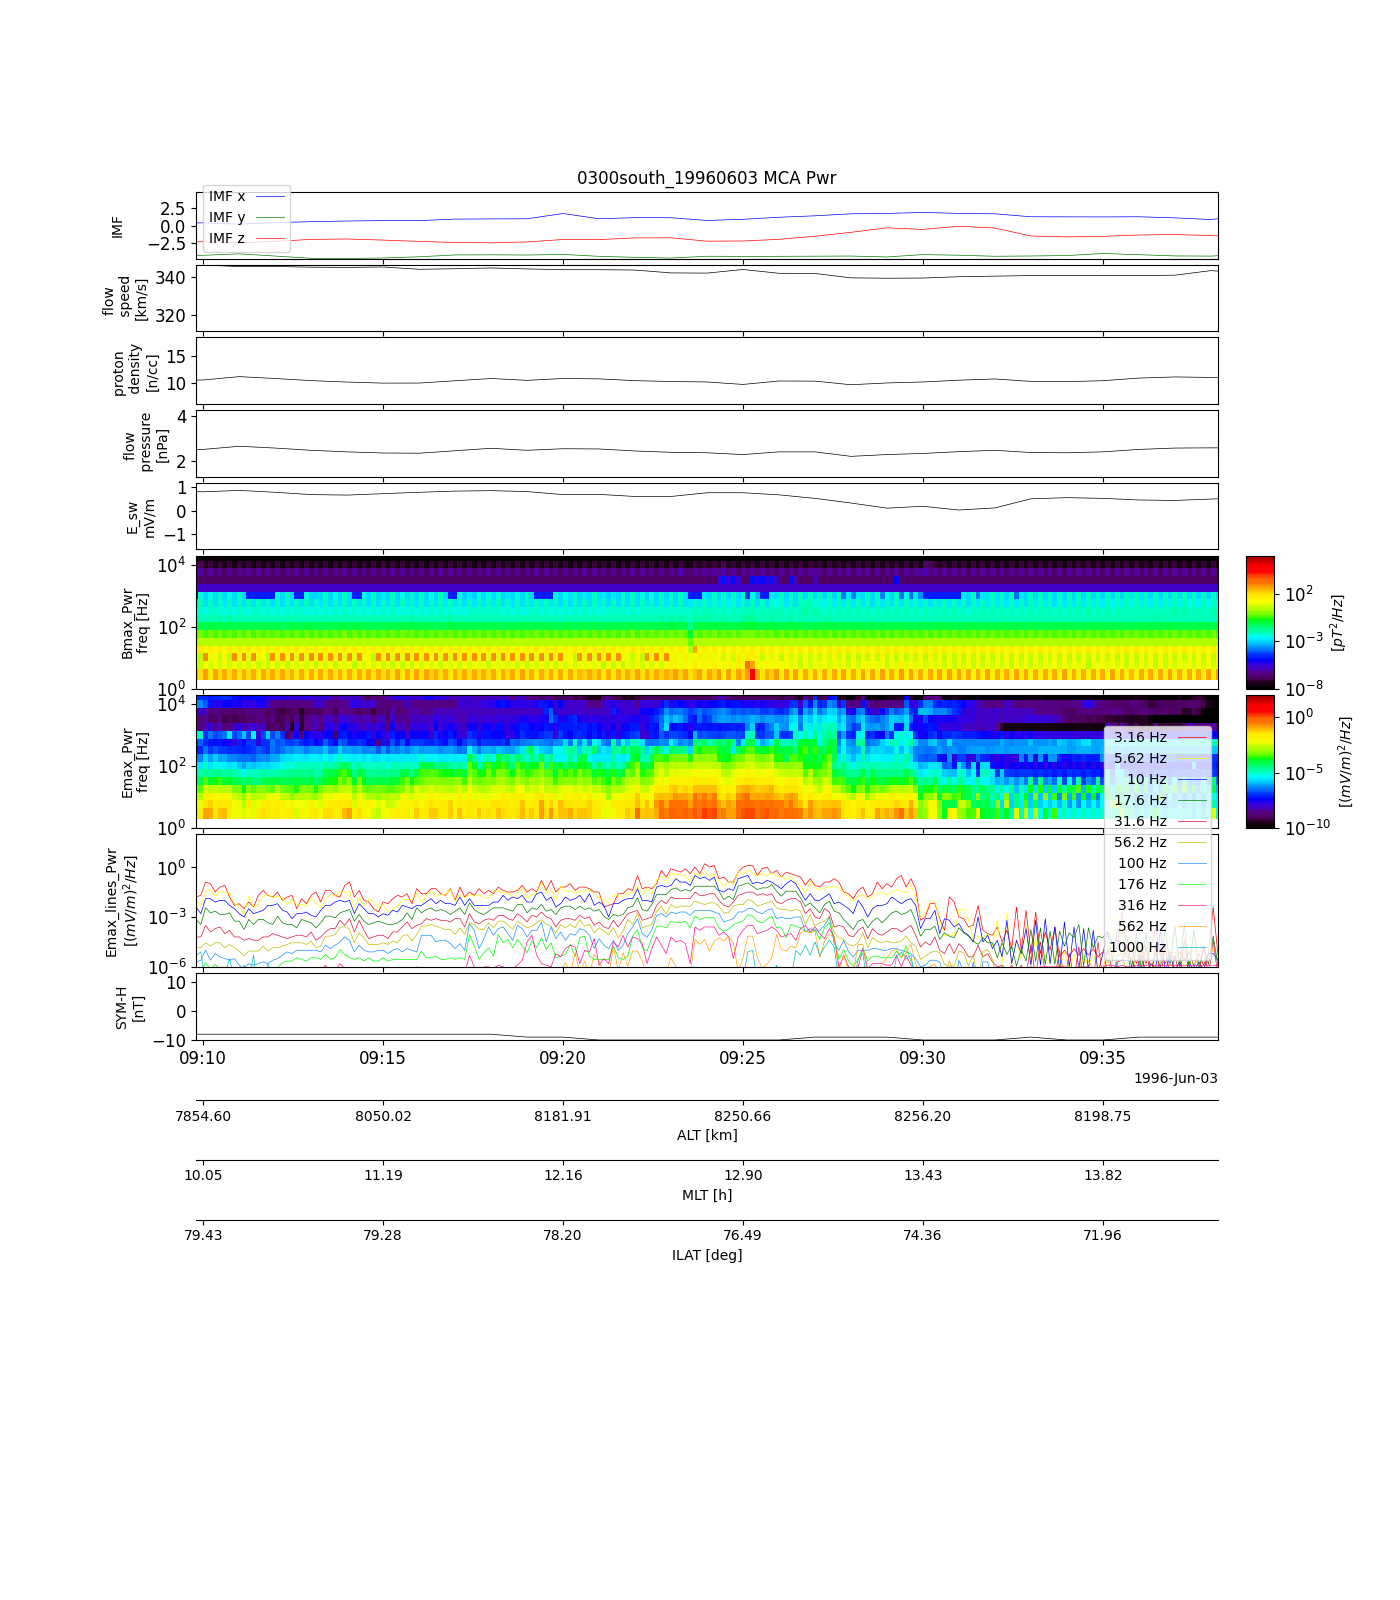 0300south_19960603 MCA Pwr
IMF
2.5
0.0
−2.5
IMF x
IMF y
IMF z
flow
speed
[km/s]
340
320
proton
density
[n/cc]
15
10
flow
pressure
[nPa]
4
2
E_sw
mV/m
1
0
−1
Bmax_Pwr
freq [Hz]
10^4
10^2
10^0
10^2
10^−3
10^−8
[pT^2/Hz]
Emax_Pwr
freq [Hz]
10^4
10^2
10^0
10^0
10^−5
10^−10
[(mV/m)^2/Hz]
3.16 Hz
5.62 Hz
10 Hz
17.6 Hz
31.6 Hz
56.2 Hz
100 Hz
176 Hz
316 Hz
562 Hz
1000 Hz
Emax_lines_Pwr
[(mV/m)^2/Hz]
10^0
10^−3
10^−6
SYM-H
[nT]
10
0
−10
09:10 09:15 09:20 09:25 09:30 09:35
1996-Jun-03
7854.60 8050.02 8181.91 8250.66 8256.20 8198.75
ALT [km]
10.05 11.19 12.16 12.90 13.43 13.82
MLT [h]
79.43 79.28 78.20 76.49 74.36 71.96
ILAT [deg]